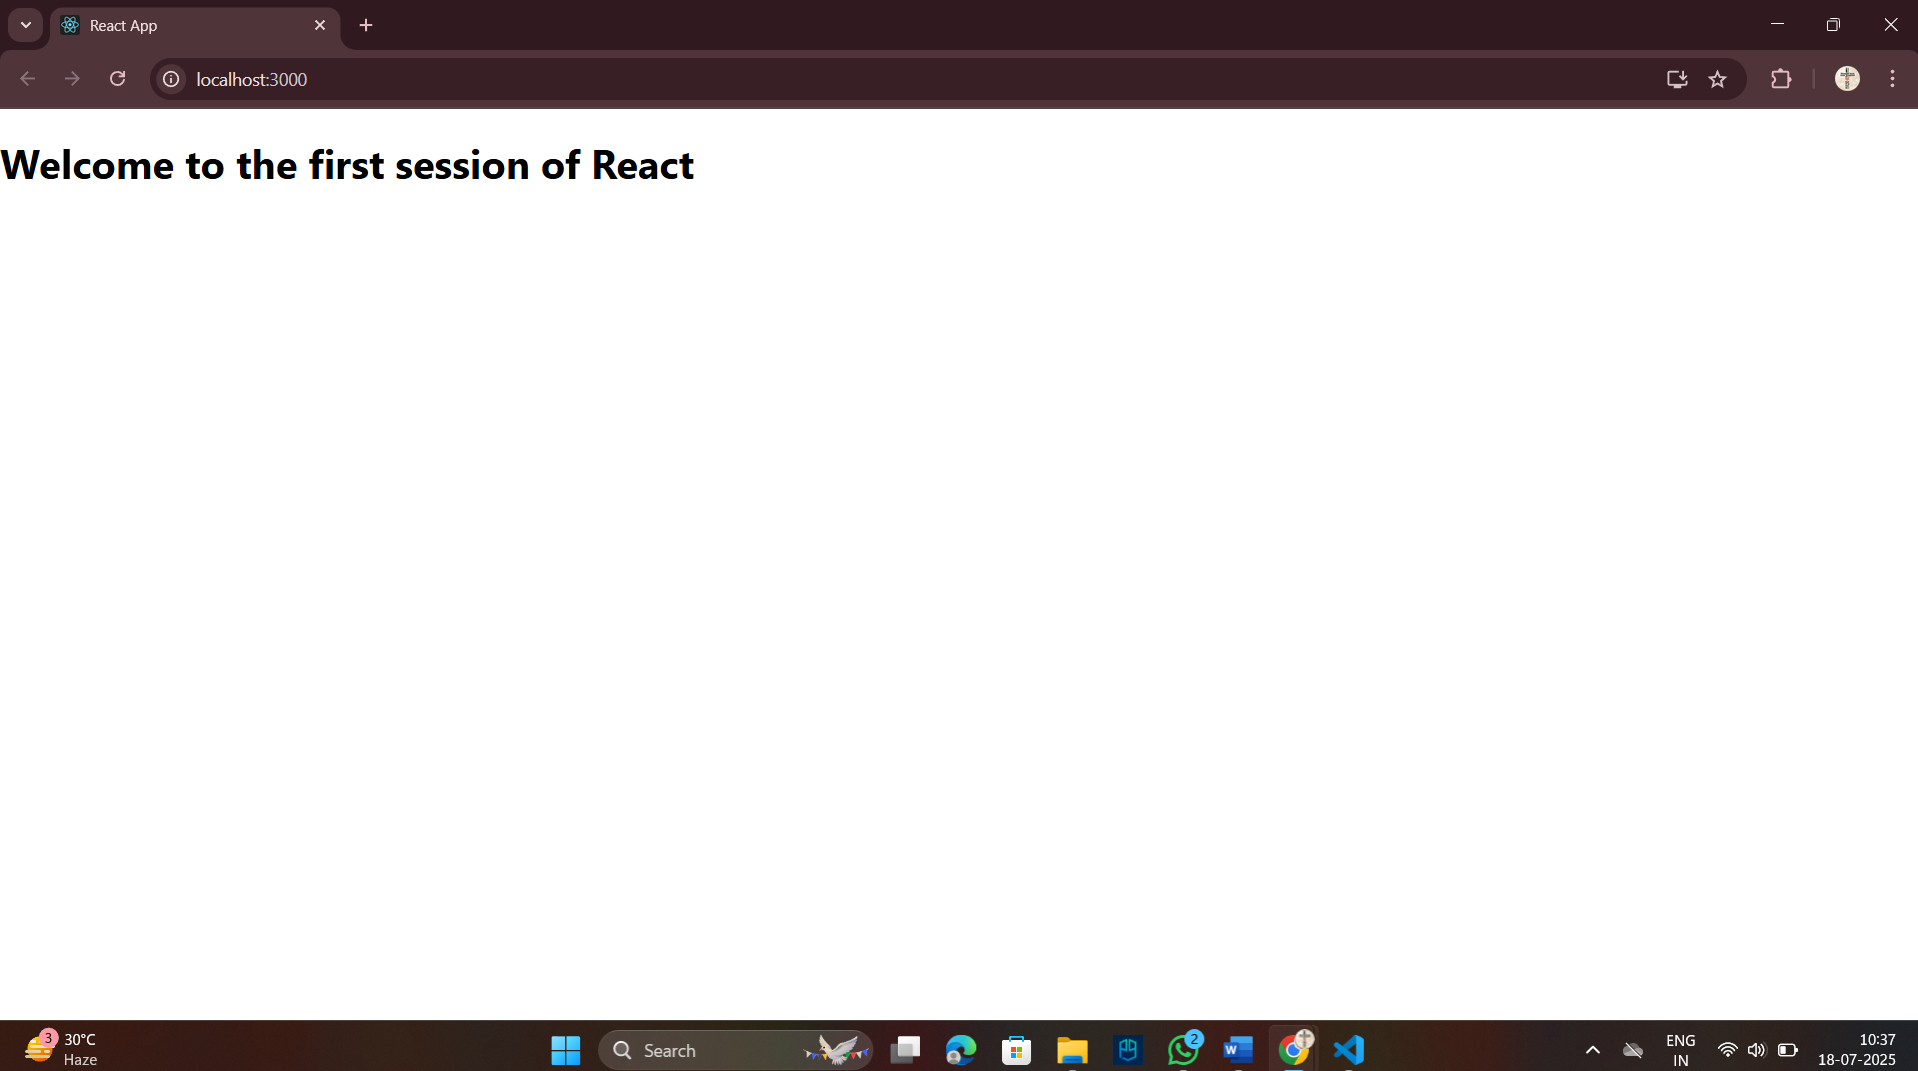 React App
localhost:3000
Welcome to the first session of React
3
30°C
Haze
Search
2
W
ENG
IN
10:37
18-07-2025